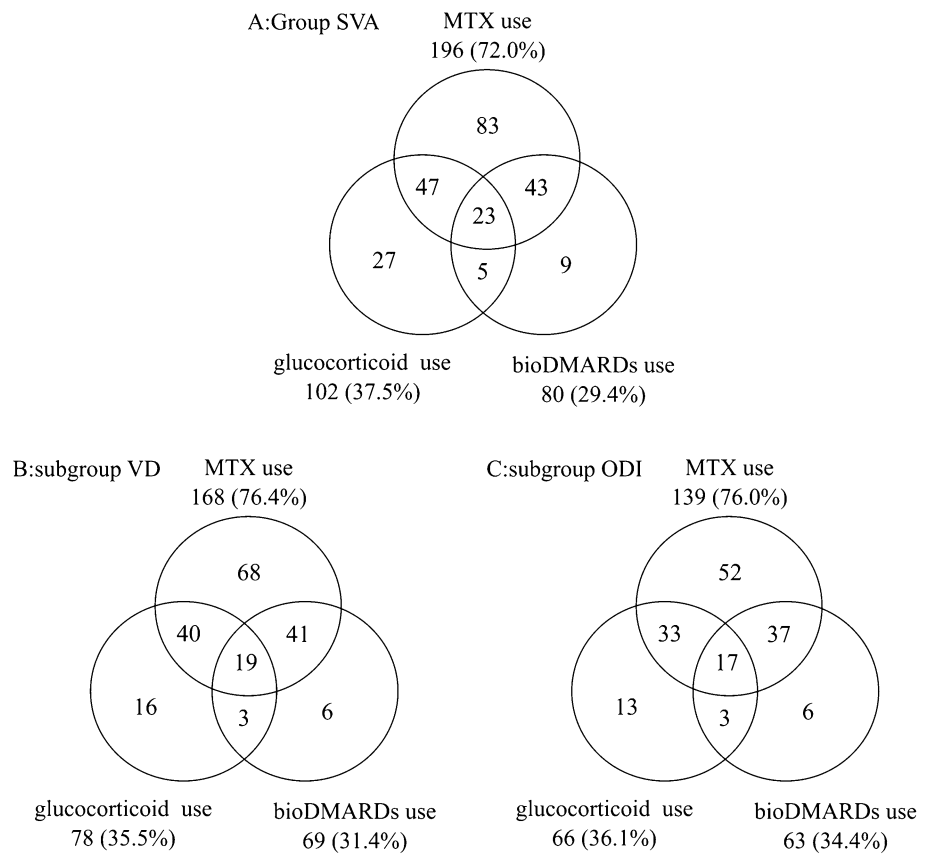 A:Group SVA
MTX use
196 (72.0%)
83
47
43
23
27
5
9
glucocorticoid use
102 (37.5%)
bioDMARDs use
80 (29.4%)
B:subgroup VD
MTX use
168 (76.4%)
68
40
41
19
16
3
6
glucocorticoid use
78 (35.5%)
bioDMARDs use
69 (31.4%)
C:subgroup ODI
MTX use
139 (76.0%)
52
33
37
17
13
3
6
glucocorticoid use
66 (36.1%)
bioDMARDs use
63 (34.4%)